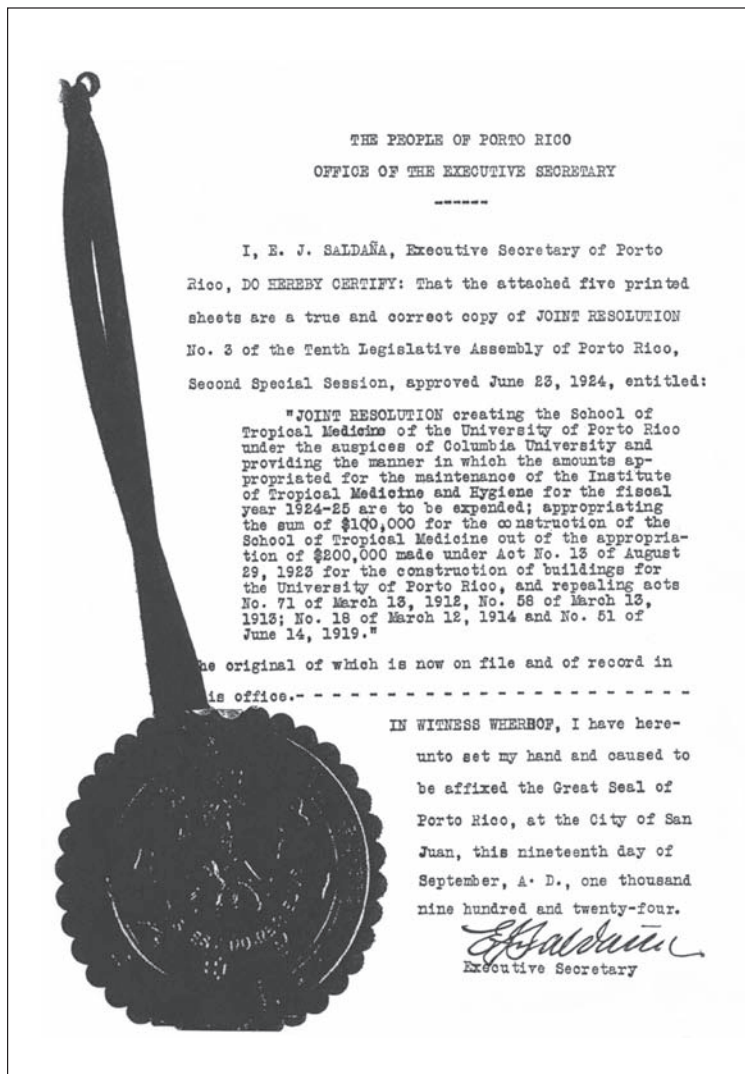 THE PEOPLE OF PORTO RICO
OFFICE OF THE EXECUTIVE SECRETARY
------
I, E. J. SALDAÑA, Executive Secretary of Porto
Rico, DO HEREBY CERTIFY: That the attached five printed
sheets are a true and correct copy of JOINT RESOLUTION
No. 3 of the Tenth Legislative Assembly of Porto Rico,
Second Special Session, approved June 23, 1924, entitled:
"JOINT RESOLUTION creating the School of
Tropical Medicine of the University of Porto Rico
under the auspices of Columbia University and
providing the manner in which the amounts ap-
propriated for the maintenance of the Institute
of Tropical Medicine and Hygiene for the fiscal
year 1924-25 are to be expended; appropriating
the sum of $100,000 for the construction of the
School of Tropical Medicine out of the appropria-
tion of $200,000 made under Act No. 13 of August
29, 1923 for the construction of buildings for
the University of Porto Rico, and repealing acts
No. 71 of March 13, 1912, No. 58 of March 13,
1913; No. 18 of March 12, 1914 and No. 51 of
June 14, 1919."
he original of which is now on file and of record in
is office.- - - - - - - - - - - - - - - - - - - - - - -
IN WITNESS WHEREOF, I have here-
unto set my hand and caused to
be affixed the Great Seal of
Porto Rico, at the City of San
Juan, this nineteenth day of
September, A. D., one thousand
nine hundred and twenty-four.
EJSaldaña
Executive Secretary